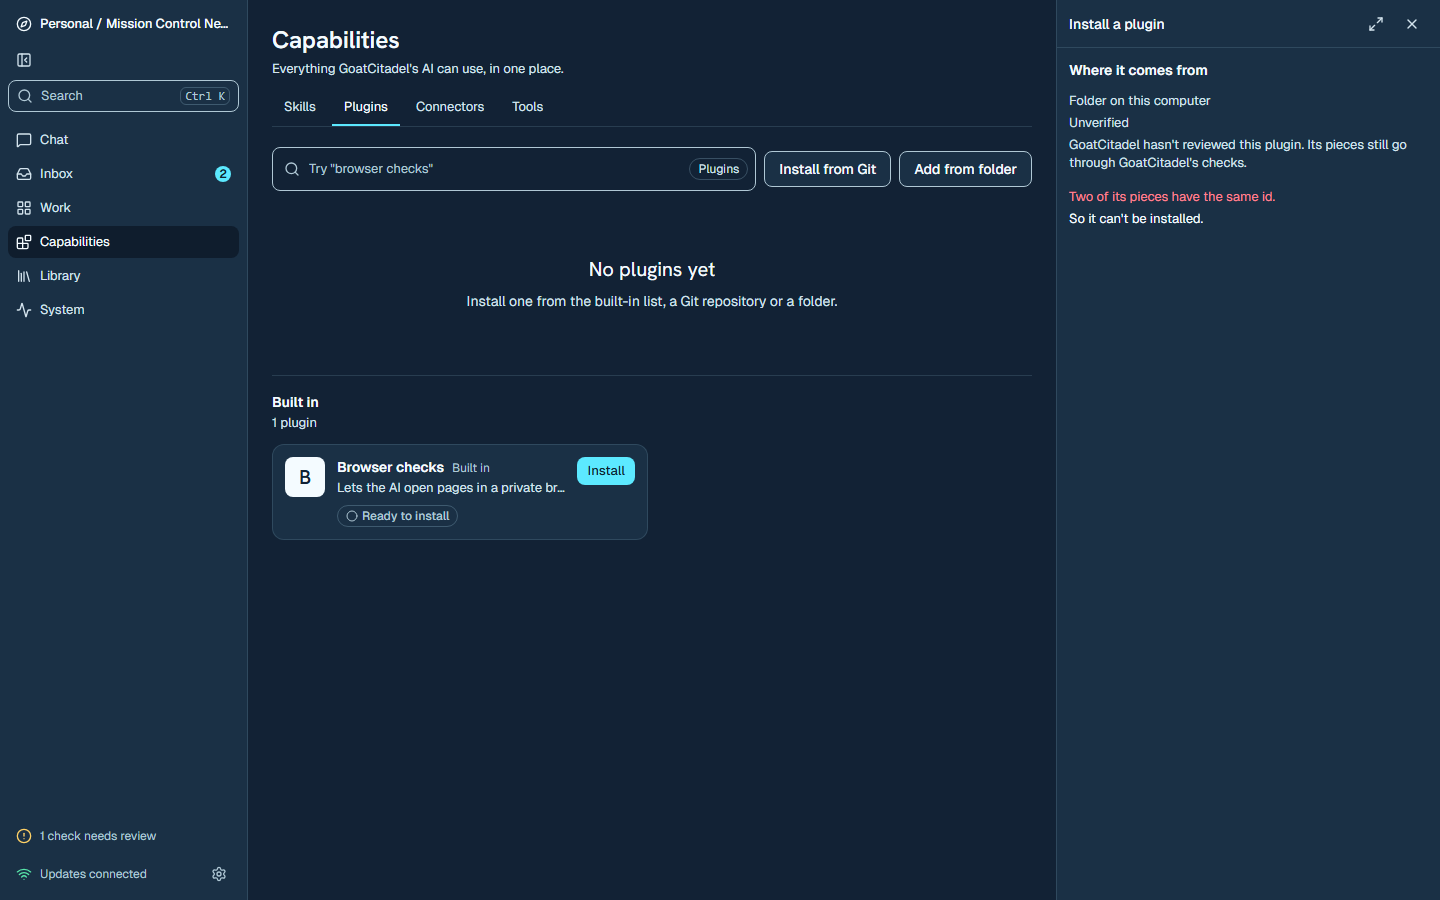 Personal / Mission Control Ne...
Search
Ctrl K
Chat
Inbox
2
Work
Capabilities
Library
System
1 check needs review
Updates connected
Capabilities
Everything GoatCitadel's AI can use, in one place.
Skills
Plugins
Connectors
Tools
Try "browser checks"
Plugins
Install from Git
Add from folder
No plugins yet
Install one from the built-in list, a Git repository or a folder.
Built in
1 plugin
B
Browser checks
Built in
Lets the AI open pages in a private br...
Ready to install
Install
Install a plugin
Where it comes from
Folder on this computer
Unverified
GoatCitadel hasn't reviewed this plugin. Its pieces still go
through GoatCitadel's checks.
Two of its pieces have the same id.
So it can't be installed.